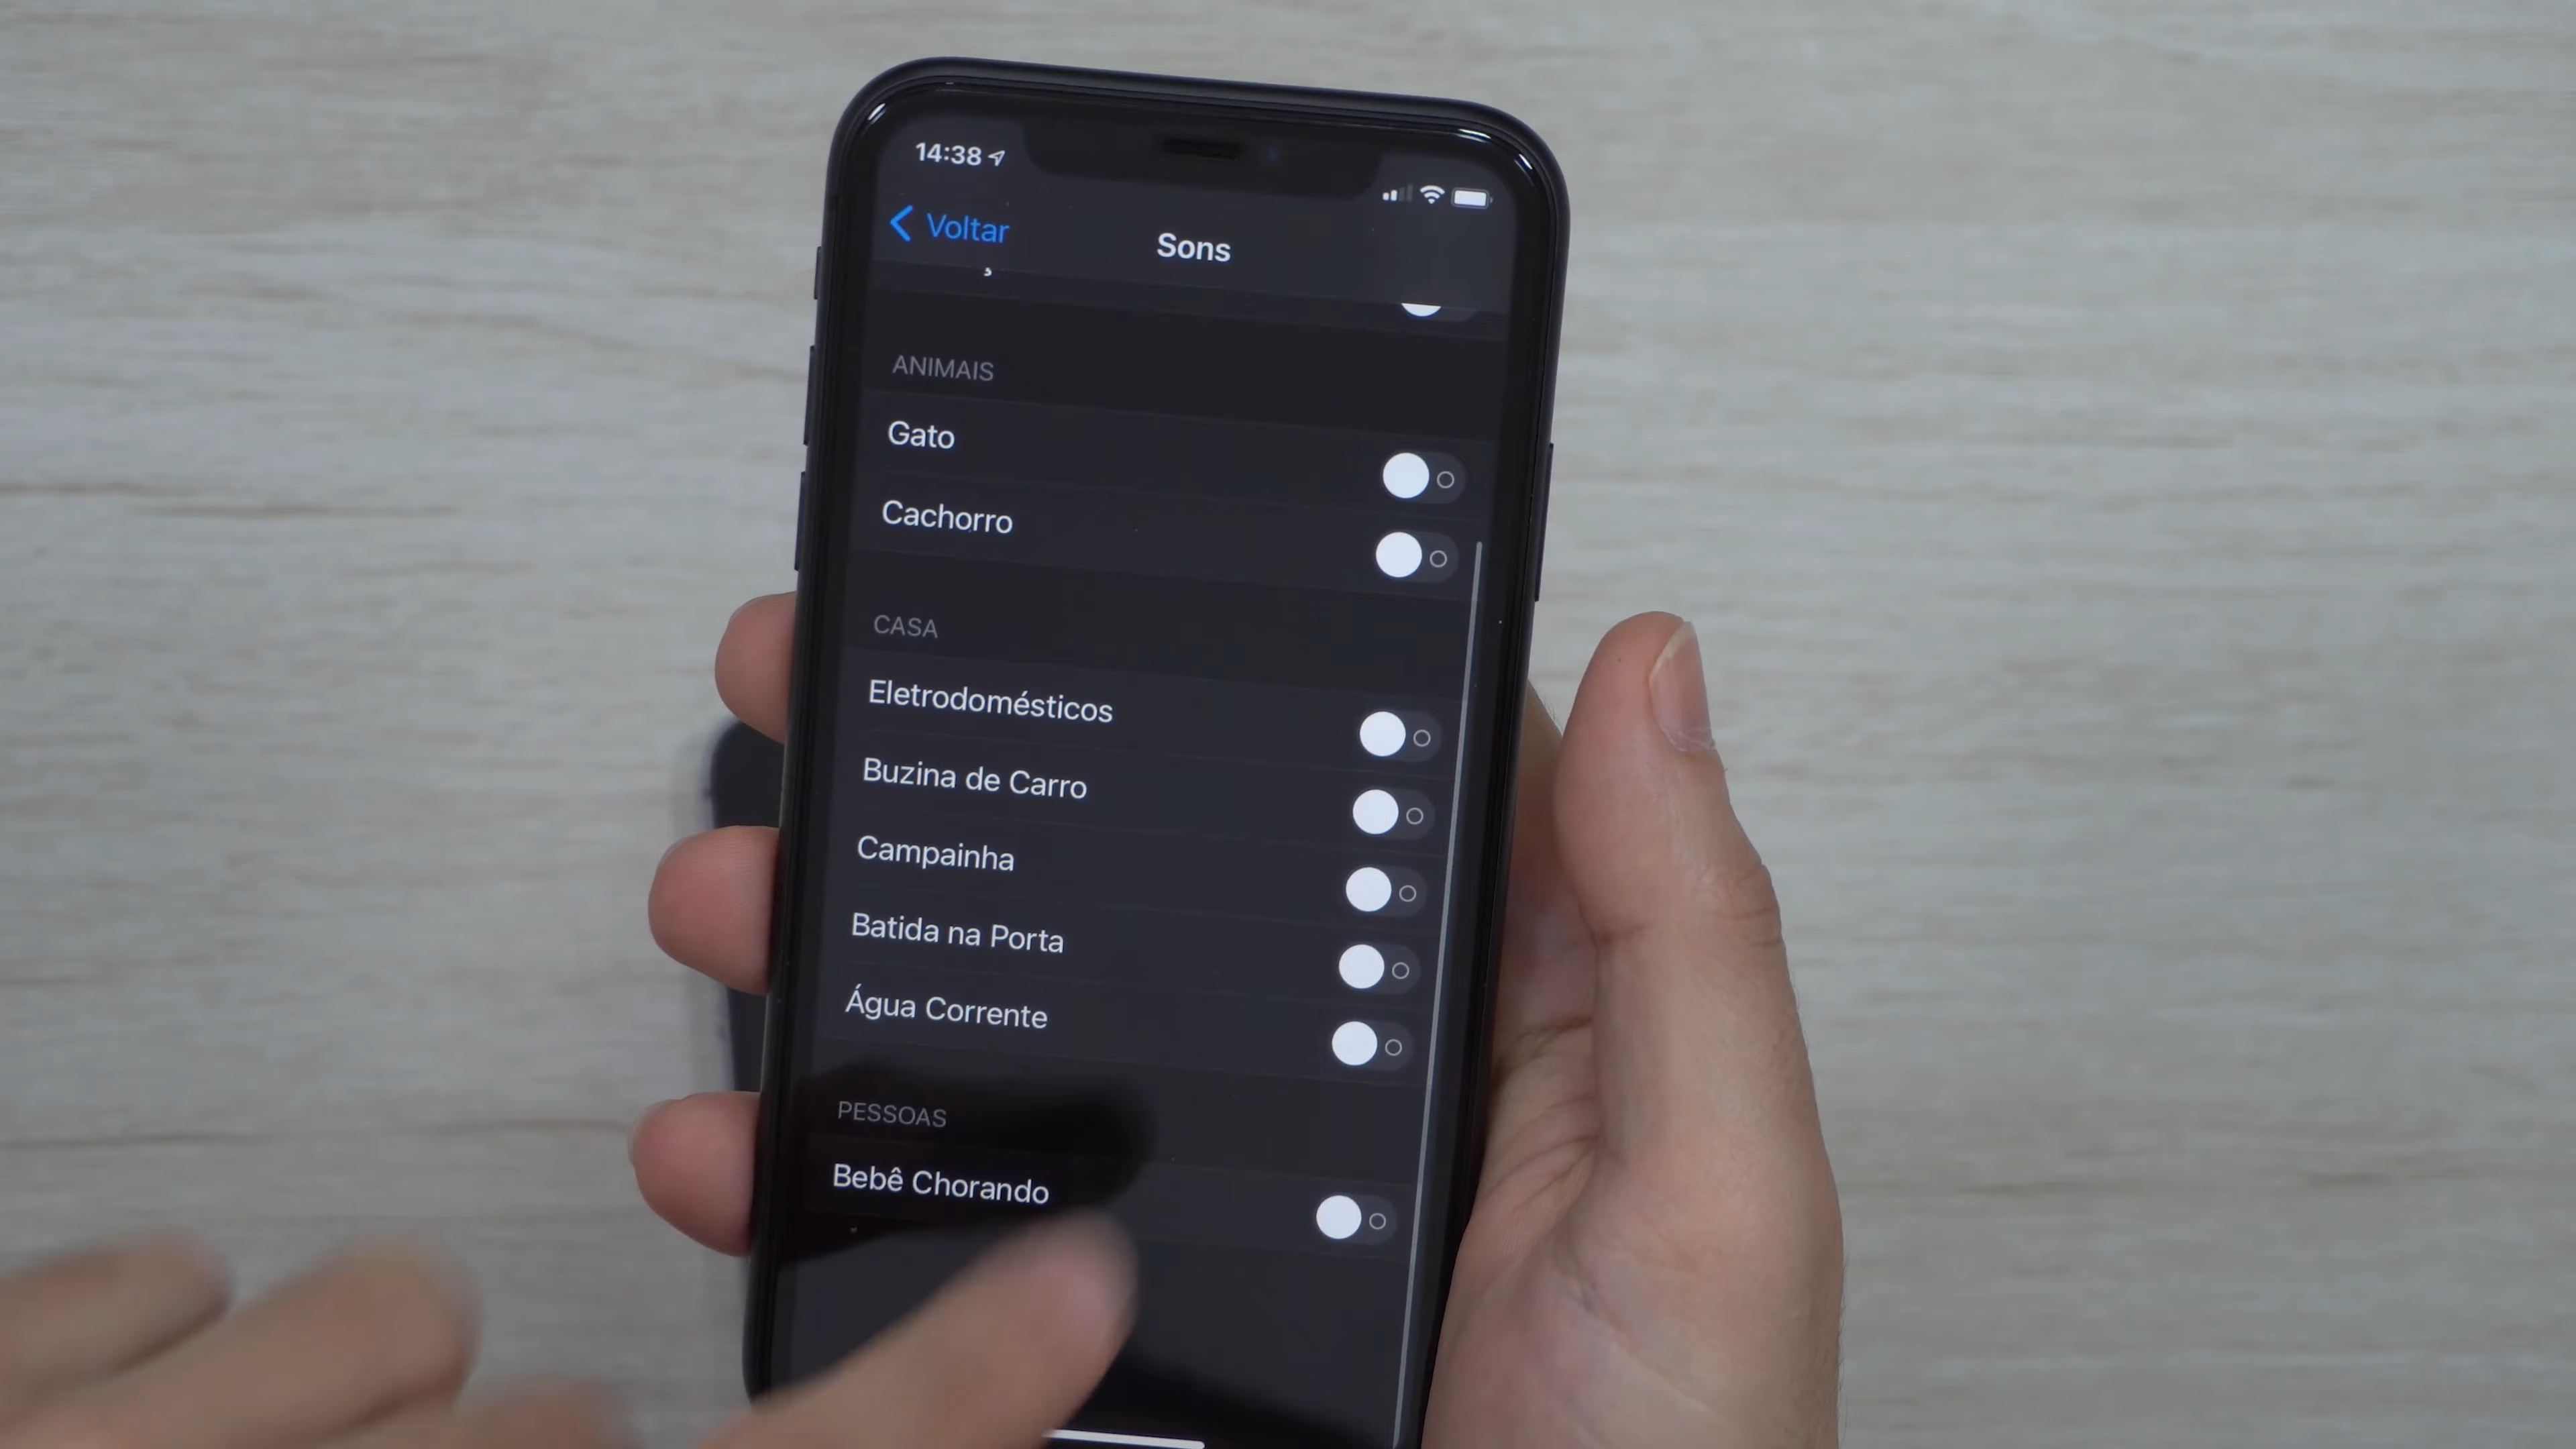 14:38
Voltar
Sons
ANIMAIS
Gato
Cachorro
CASA
Eletrodomésticos
Buzina de Carro
Campainha
Batida na Porta
Água Corrente
PESSOAS
Bebê Chorando